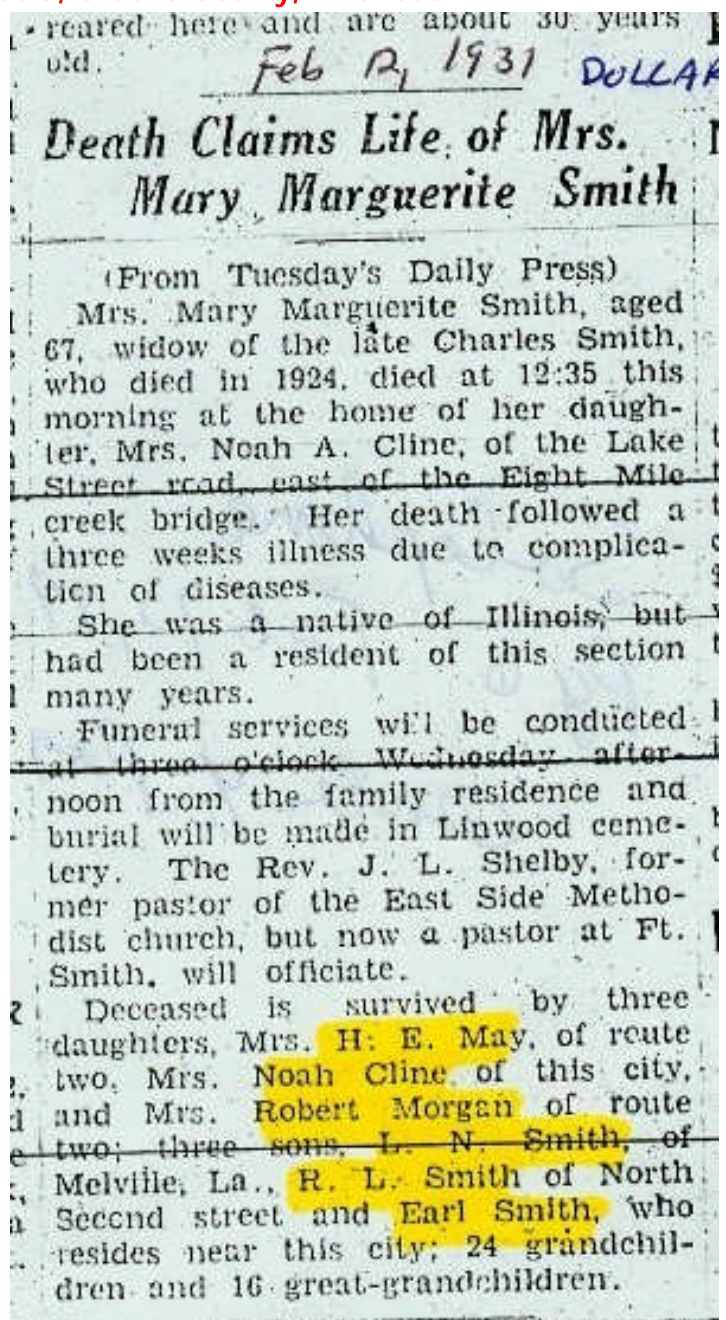 reared here and are about 30 years
old.
Feb 12, 1931 DOLLAR
Death Claims Life of Mrs.
Mary Marguerite Smith
(From Tuesday's Daily Press)
Mrs. Mary Marguerite Smith, aged
67, widow of the late Charles Smith,
who died in 1924, died at 12:35 this
morning at the home of her daugh-
ter, Mrs. Noah A. Cline, of the Lake
Street road, east of the Eight Mile
creek bridge. Her death followed a
three weeks illness due to complica-
tion of diseases.
She was a native of Illinois, but
had been a resident of this section
many years.
Funeral services will be conducted
at three o'clock Wednesday after-
noon from the family residence and
burial will be made in Linwood ceme-
tery. The Rev. J. L. Shelby, for-
mer pastor of the East Side Metho-
dist church, but now a pastor at Ft.
Smith, will officiate.
Deceased is survived by three
daughters, Mrs. H. E. May, of route
two, Mrs. Noah Cline of this city,
and Mrs. Robert Morgan of route
two; three sons, L. N. Smith, of
Melville, La., R. L. Smith of North
Second street and Earl Smith, who
resides near this city; 24 grandchil-
dren and 16 great-grandchildren.